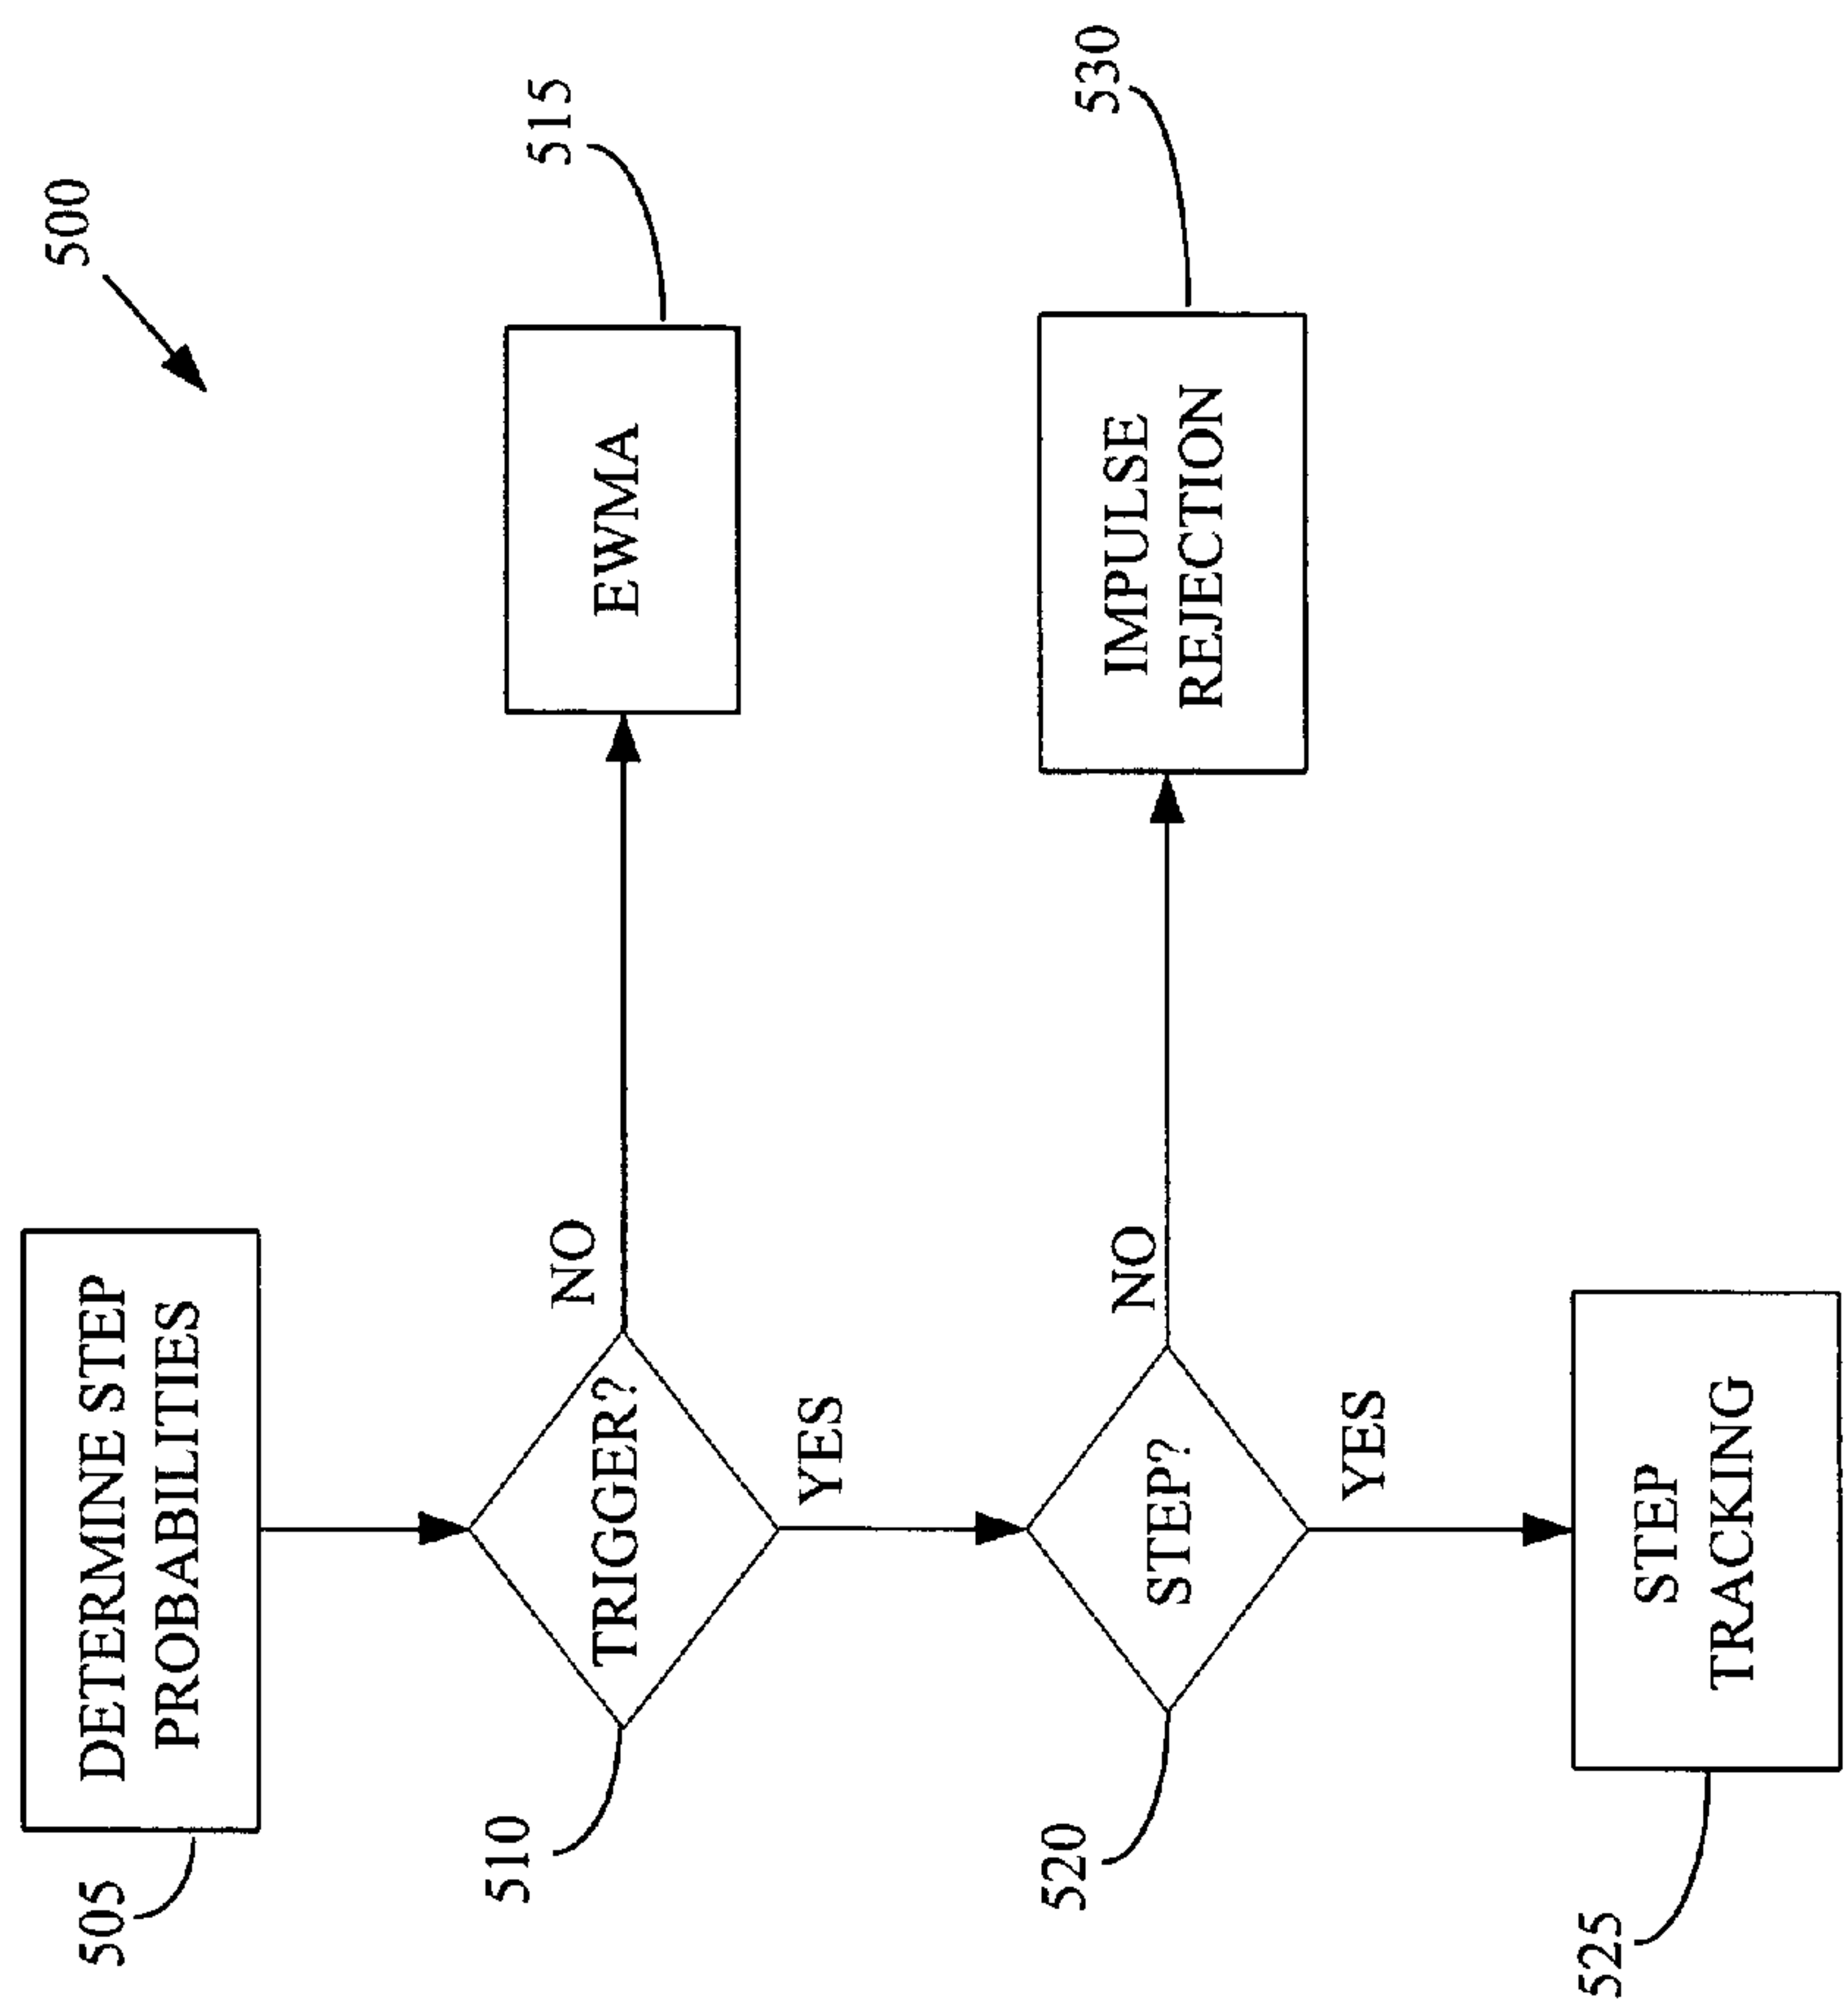 500
505
DETERMINE STEP
PROBABILITIES
510
TRIGGER?
NO
515
EWMA
YES
520
STEP?
NO
530
IMPULSE
REJECTION
YES
525
STEP
TRACKING